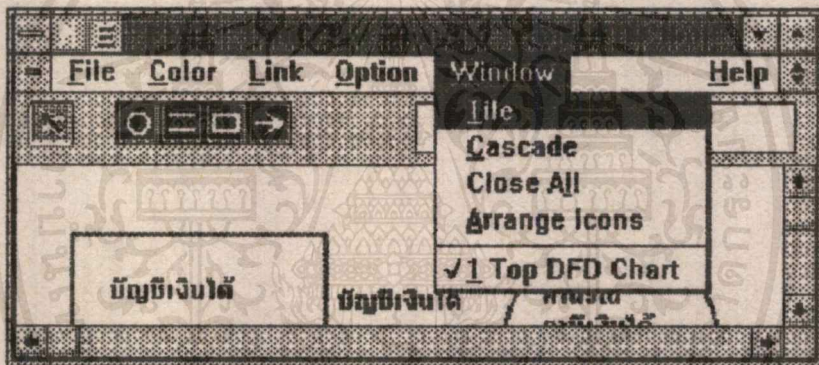 File Color Link Option Window Help
Tile
Cascade
Close All
Arrange Icons
√1 Top DFD Chart
บัญชีเงินได้
บัญชีเงินได้